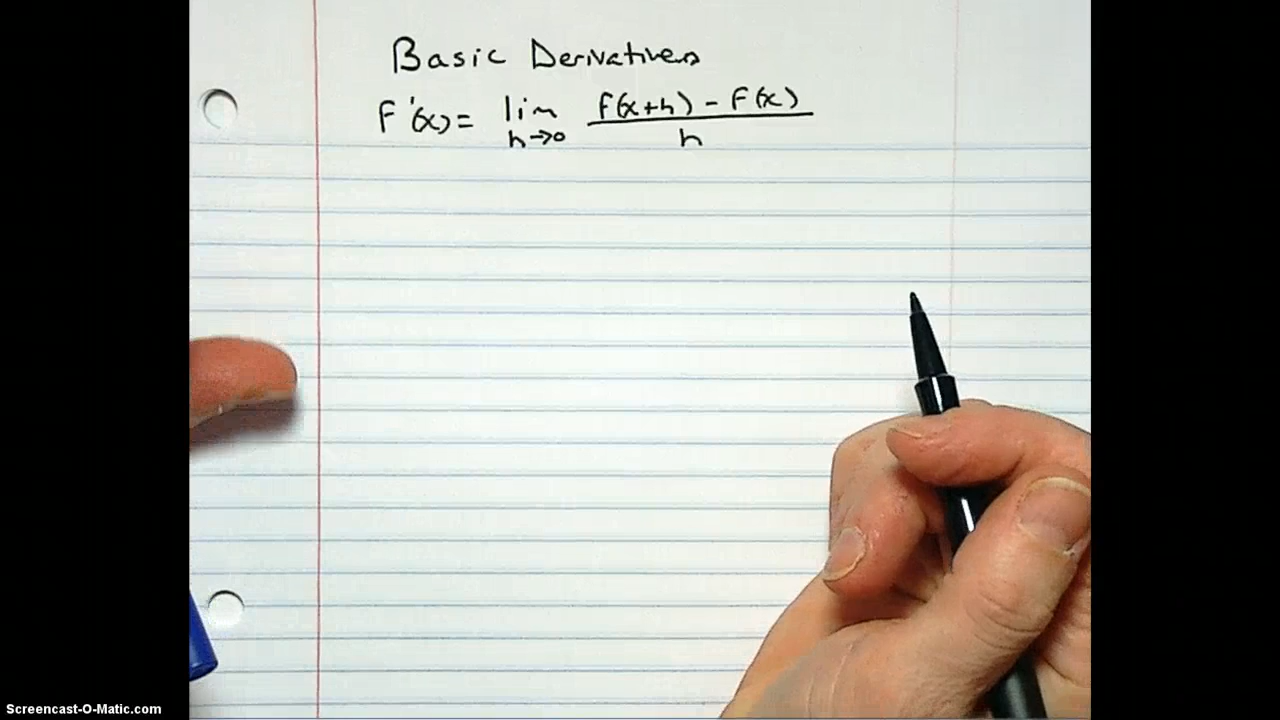 Basic Derivatives
F'(x) = lim h→0 f(x+h) - F(x) / h
Screencast-O-Matic.com